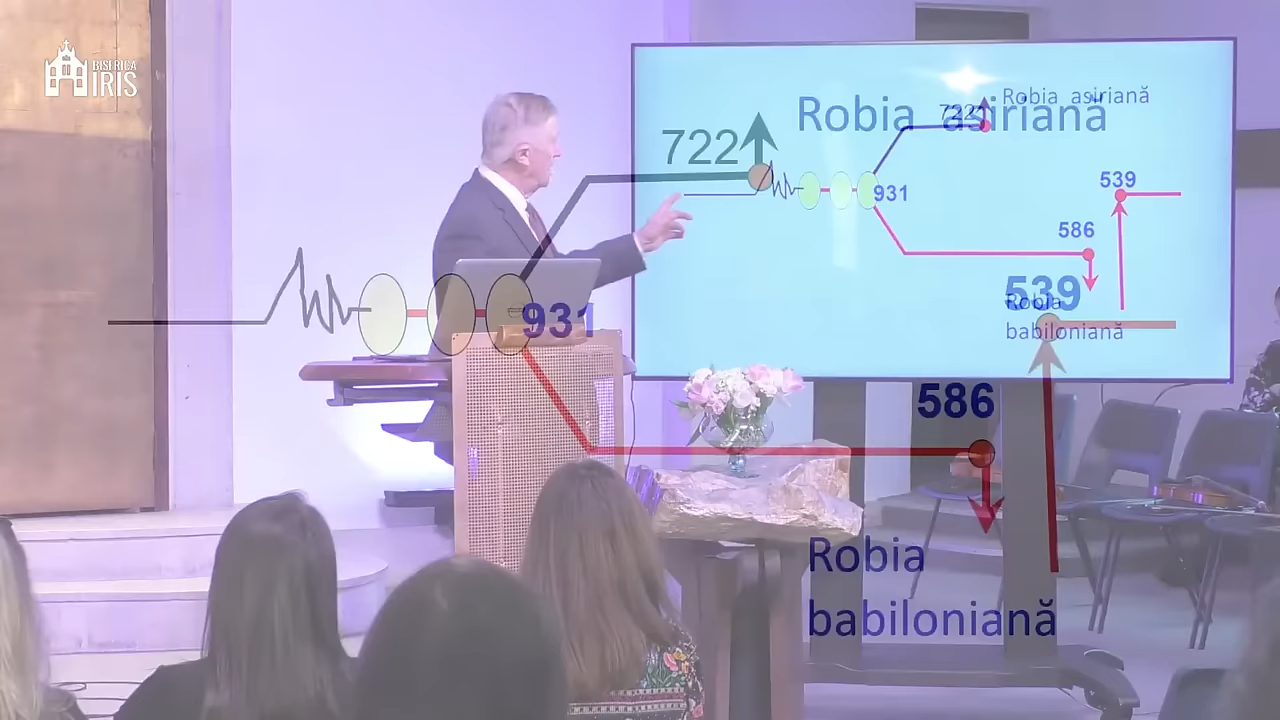 BISERICA
IRIS
Robia asiriană
722
931
539
586
Robia
babiloniană
Robia asiriană
722
931
539
586
Robia
babiloniană